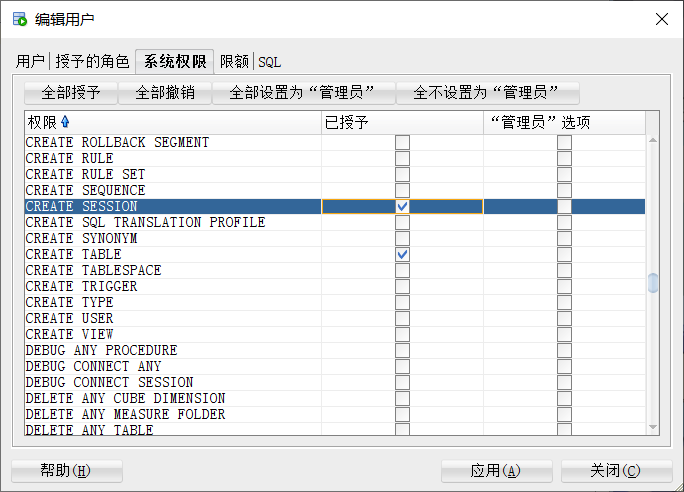 编辑用户
用户 授予的角色 系统权限 限额 SQL
全部授予 全部撤销 全部设置为“管理员” 全不设置为“管理员”
权限 已授予 “管理员”选项
CREATE ROLLBACK SEGMENT
CREATE RULE
CREATE RULE SET
CREATE SEQUENCE
CREATE SESSION
CREATE SQL TRANSLATION PROFILE
CREATE SYNONYM
CREATE TABLE
CREATE TABLESPACE
CREATE TRIGGER
CREATE TYPE
CREATE USER
CREATE VIEW
DEBUG ANY PROCEDURE
DEBUG CONNECT ANY
DEBUG CONNECT SESSION
DELETE ANY CUBE DIMENSION
DELETE ANY MEASURE FOLDER
DELETE ANY TABLE
帮助(H) 应用(A) 关闭(C)